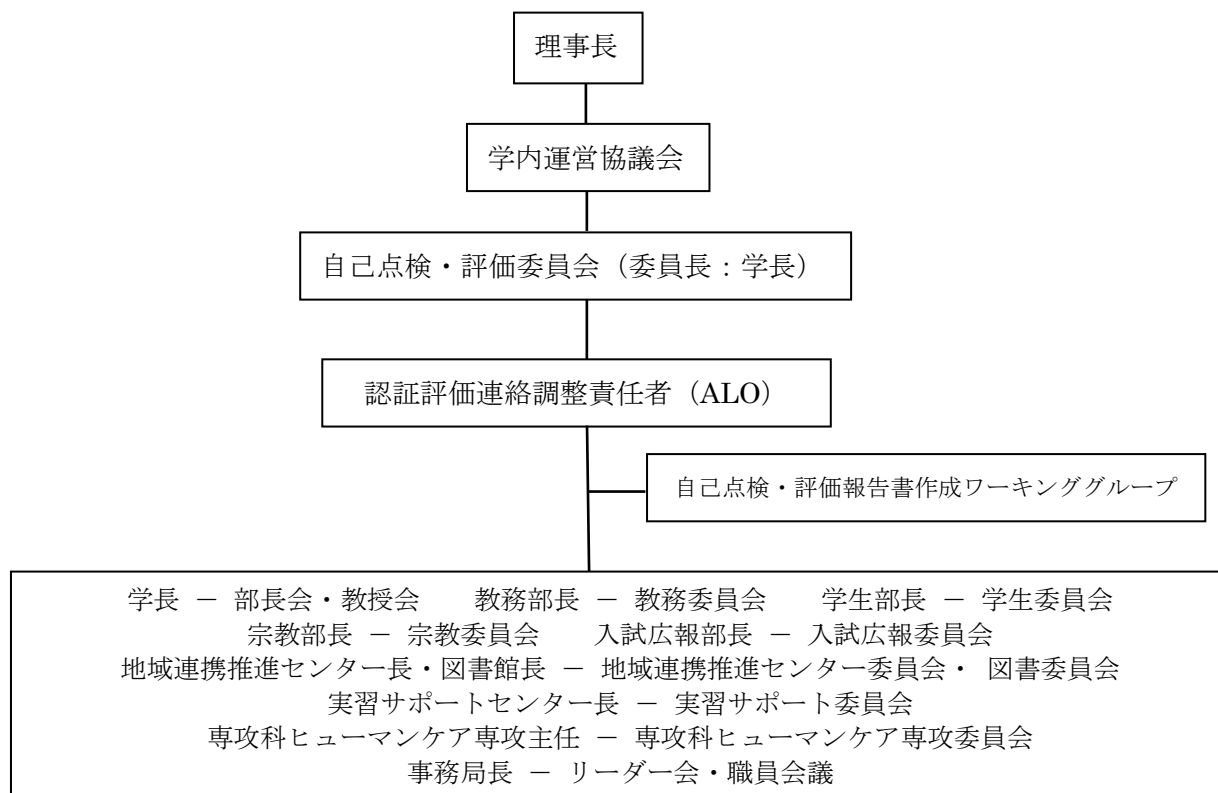 理事長
学内運営協議会
自己点検・評価委員会（委員長：学長）
認証評価連絡調整責任者（ALO）
自己点検・評価報告書作成ワーキンググループ
学長 － 部長会・教授会　　教務部長 － 教務委員会　　学生部長 － 学生委員会
宗教部長 － 宗教委員会　　入試広報部長 － 入試広報委員会
地域連携推進センター長・図書館長 － 地域連携推進センター委員会・ 図書委員会
実習サポートセンター長 － 実習サポート委員会
専攻科ヒューマンケア専攻主任 － 専攻科ヒューマンケア専攻委員会
事務局長 － リーダー会・職員会議